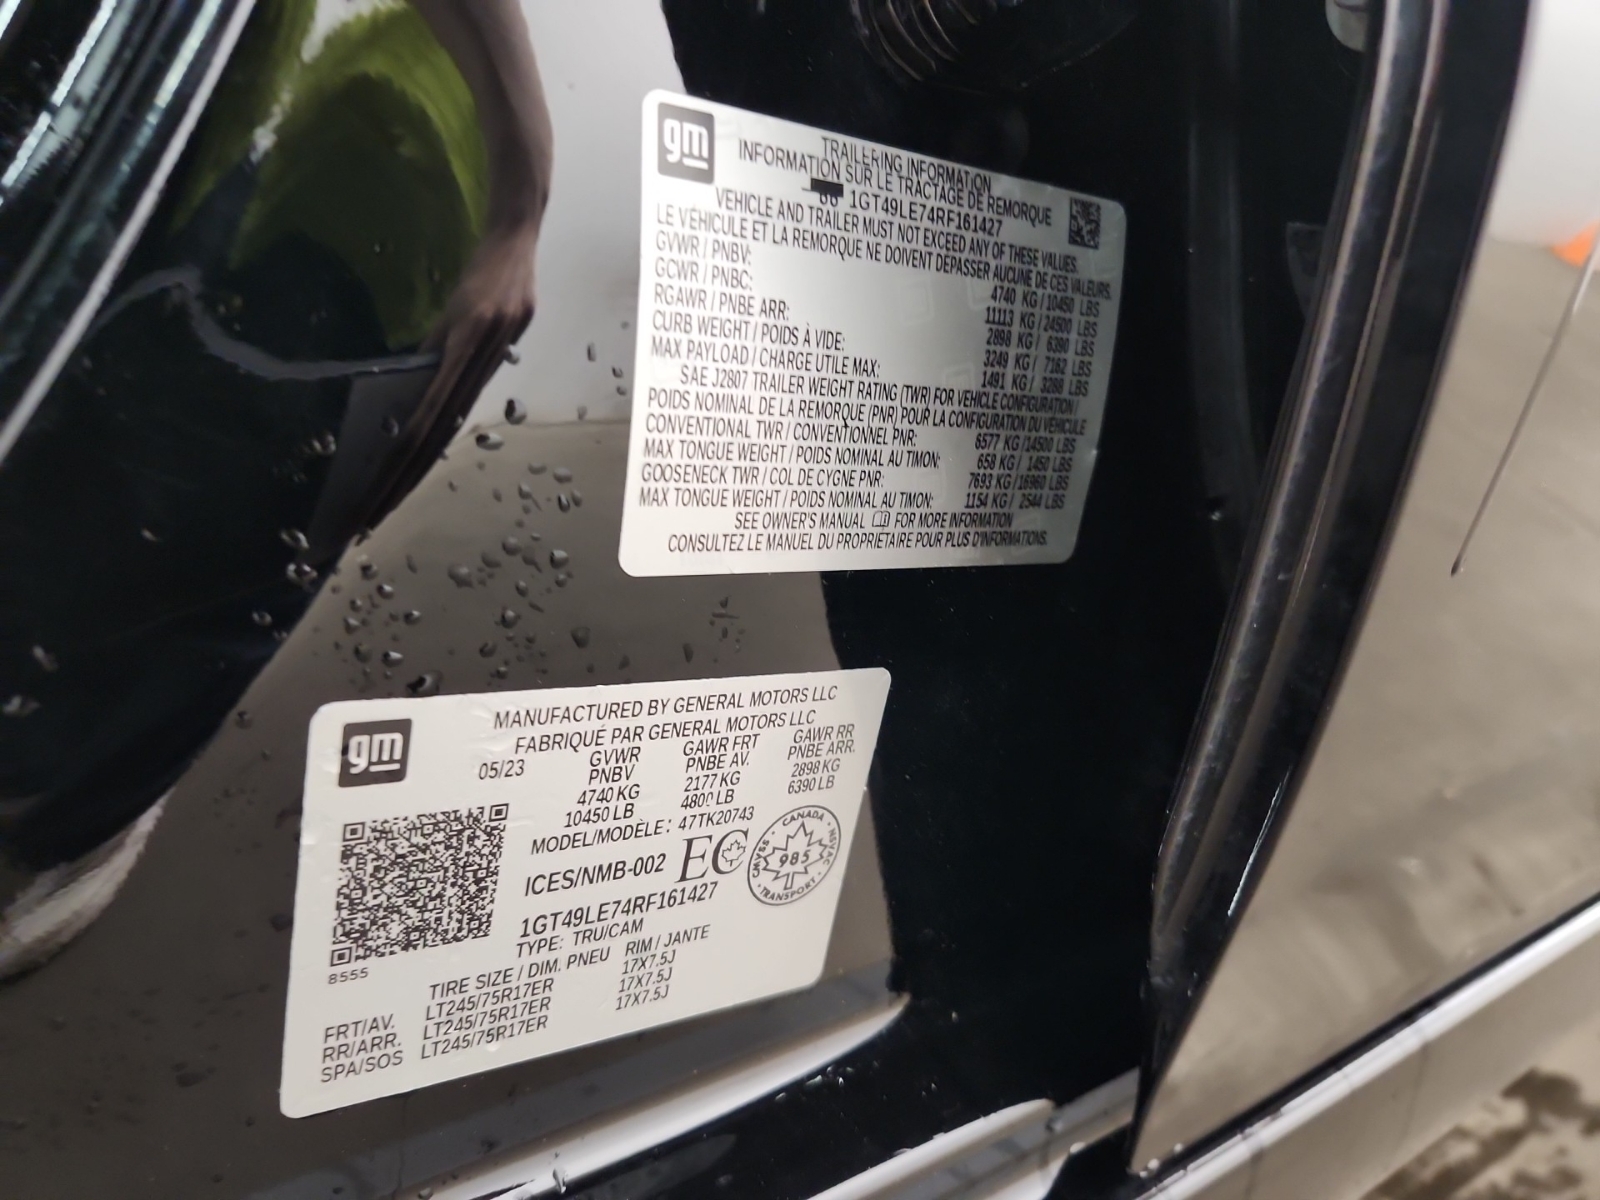 gm
TRAILERING INFORMATION
INFORMATION SUR LE TRACTAGE DE REMORQUE
1GT49LE74RF161427
VEHICLE AND TRAILER MUST NOT EXCEED ANY OF THESE VALUES.
LE VÉHICULE ET LA REMORQUE NE DOIVENT DÉPASSER AUCUNE DE CES VALEURS.
GVWR / PNBV: 4740 KG / 10450 LBS
GCWR / PNBC: 11113 KG / 24500 LBS
RGAWR / PNBE ARR: 2898 KG / 6390 LBS
CURB WEIGHT / POIDS À VIDE: 3249 KG / 7162 LBS
MAX PAYLOAD / CHARGE UTILE MAX: 1491 KG / 3288 LBS
SAE J2807 TRAILER WEIGHT RATING (TWR) FOR VEHICLE CONFIGURATION /
POIDS NOMINAL DE LA REMORQUE (PNR) POUR LA CONFIGURATION DU VÉHICULE
CONVENTIONAL TWR / CONVENTIONNEL PNR: 6577 KG /14500 LBS
MAX TONGUE WEIGHT / POIDS NOMINAL AU TIMON: 658 KG / 1450 LBS
GOOSENECK TWR / COL DE CYGNE PNR: 7693 KG /16960 LBS
MAX TONGUE WEIGHT / POIDS NOMINAL AU TIMON: 1154 KG / 2544 LBS
SEE OWNER'S MANUAL FOR MORE INFORMATION
CONSULTEZ LE MANUEL DU PROPRIÉTAIRE POUR PLUS D'INFORMATIONS.
gm
MANUFACTURED BY GENERAL MOTORS LLC
FABRIQUÉ PAR GENERAL MOTORS LLC
05/23 GVWR GAWR FRT GAWR RR
PNBV PNBE AV. PNBE ARR.
4740 KG 2177 KG 2898 KG
10450 LB 4800 LB 6390 LB
MODEL/MODÈLE: 47TK20743
ICES/NMB-002 EC
CANADA
CMVSS 985 NSVAC
TRANSPORT
1GT49LE74RF161427
TYPE: TRU/CAM
8555
TIRE SIZE / DIM. PNEU RIM / JANTE
FRT/AV. LT245/75R17ER 17X7.5J
RR/ARR. LT245/75R17ER 17X7.5J
SPA/SOS LT245/75R17ER 17X7.5J